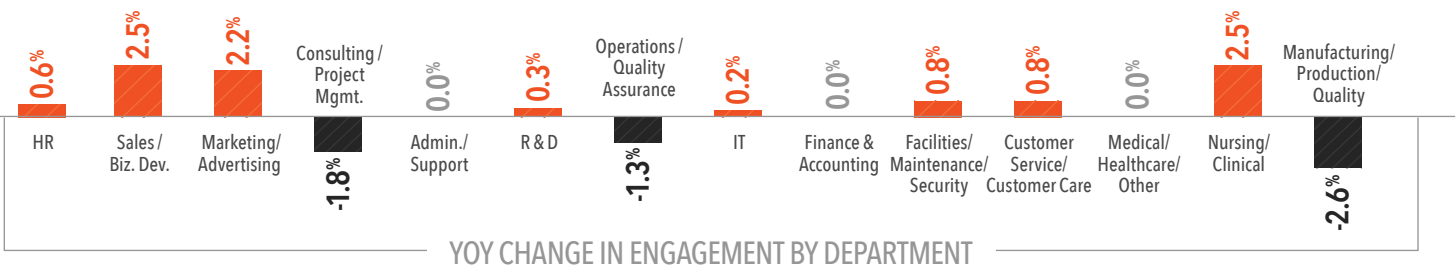 0.6%
HR
2.5%
Sales /
Biz. Dev.
2.2%
Marketing/
Advertising
Consulting /
Project
Mgmt.
-1.8%
0.0%
Admin./
Support
0.3%
R & D
Operations /
Quality
Assurance
-1.3%
0.2%
IT
0.0%
Finance &
Accounting
0.8%
Facilities/
Maintenance/
Security
0.8%
Customer
Service/
Customer Care
0.0%
Medical/
Healthcare/
Other
2.5%
Nursing/
Clinical
Manufacturing/
Production/
Quality
-2.6%
YOY CHANGE IN ENGAGEMENT BY DEPARTMENT